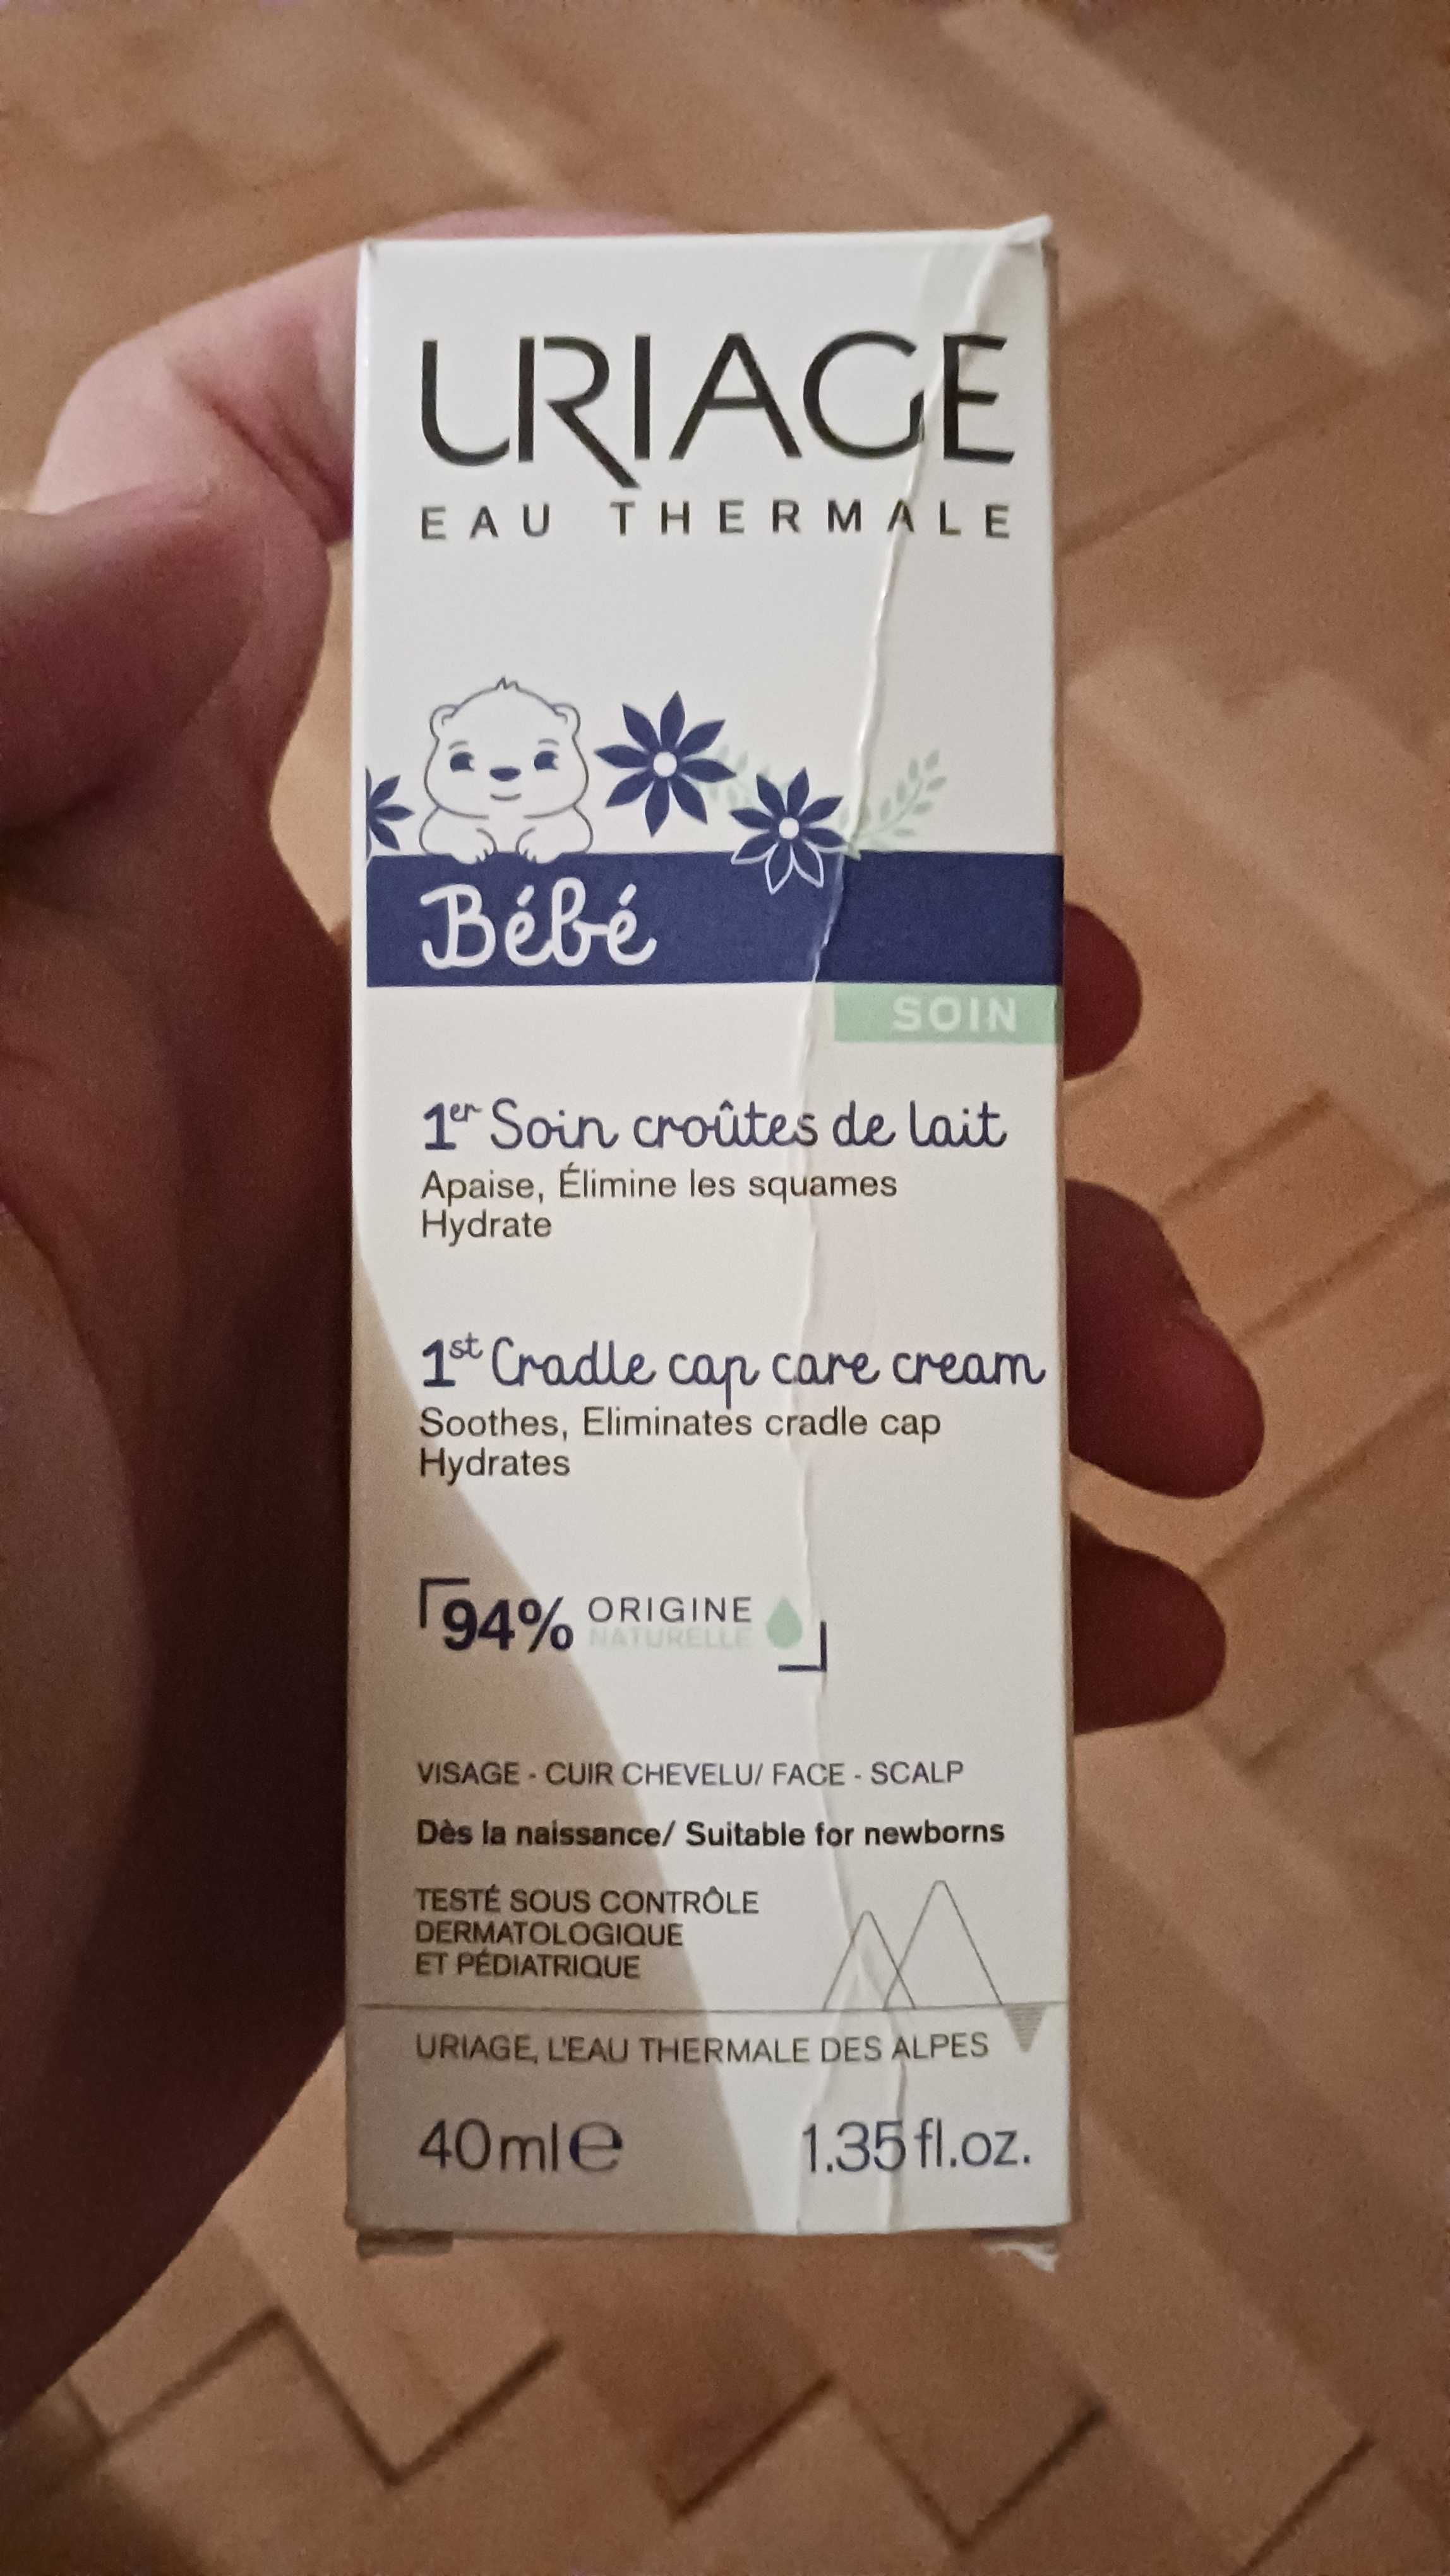 URIAGE
EAU THERMALE
Bébé
SOIN
1er Soin croûtes de lait
Apaise, Élimine les squames
Hydrate
1st Cradle cap care cream
Soothes, Eliminates cradle cap
Hydrates
94% ORIGINE
NATURELLE
VISAGE - CUIR CHEVELU/ FACE - SCALP
Dès la naissance/ Suitable for newborns
TESTÉ SOUS CONTRÔLE
DERMATOLOGIQUE
ET PÉDIATRIQUE
URIAGE, L'EAU THERMALE DES ALPES
40ml℮ 1.35fl.oz.